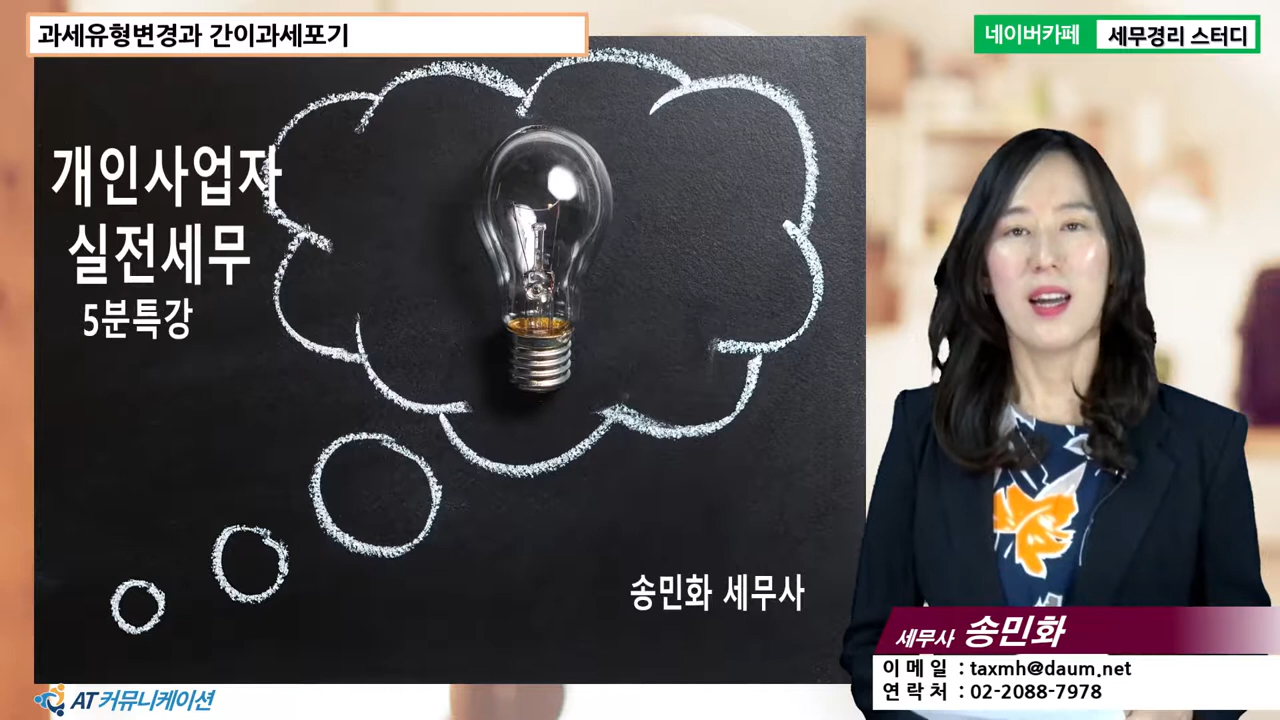 과세유형변경과 간이과세포기
네이버카페 세무경리 스터디
개인사업자
실전세무
5분특강
송민화 세무사
세무사 송민화
이 메 일 : taxmh@daum.net
연 락 처 : 02-2088-7978
AT커뮤니케이션